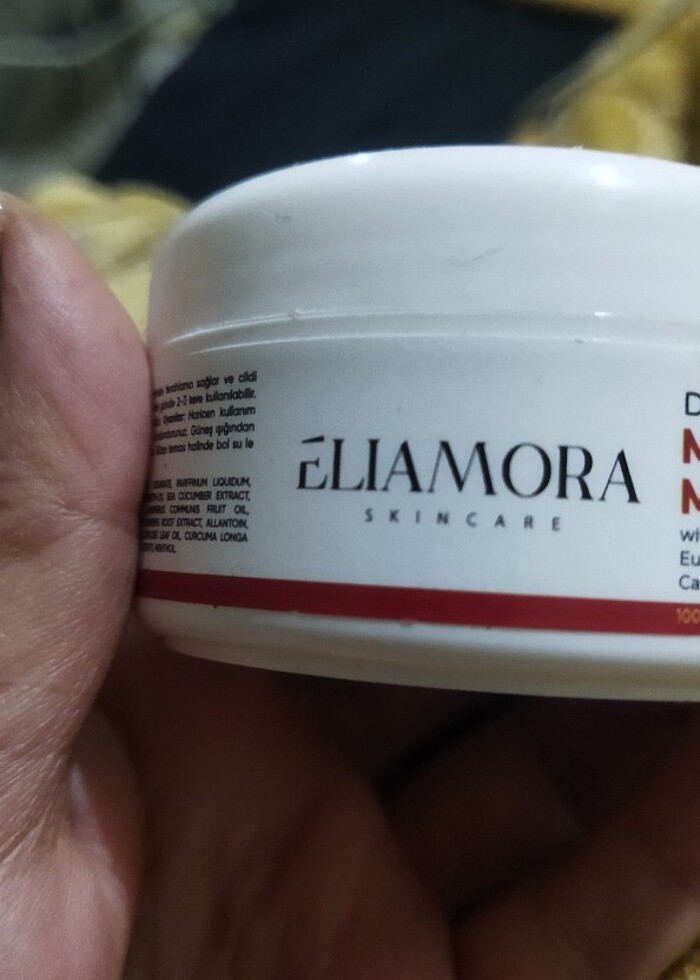 ferahlama sağlar ve cildi
günde 2-3 kere kullanılabilir.
Uyarılar: Haricen kullanım
Güneş ışığından
temas halinde bol su ile
PARFFINUM LIQUIDUM,
SEA CUCUMBER EXTRACT,
COMMUNIS FRUIT OIL,
ROOT EXTRACT, ALLANTOIN,
LEAF OIL, CURCUMA LONGA
MENTHOL.
ÉLIAMORA
SKINCARE
D
M
M
wi
Eu
Ca
100